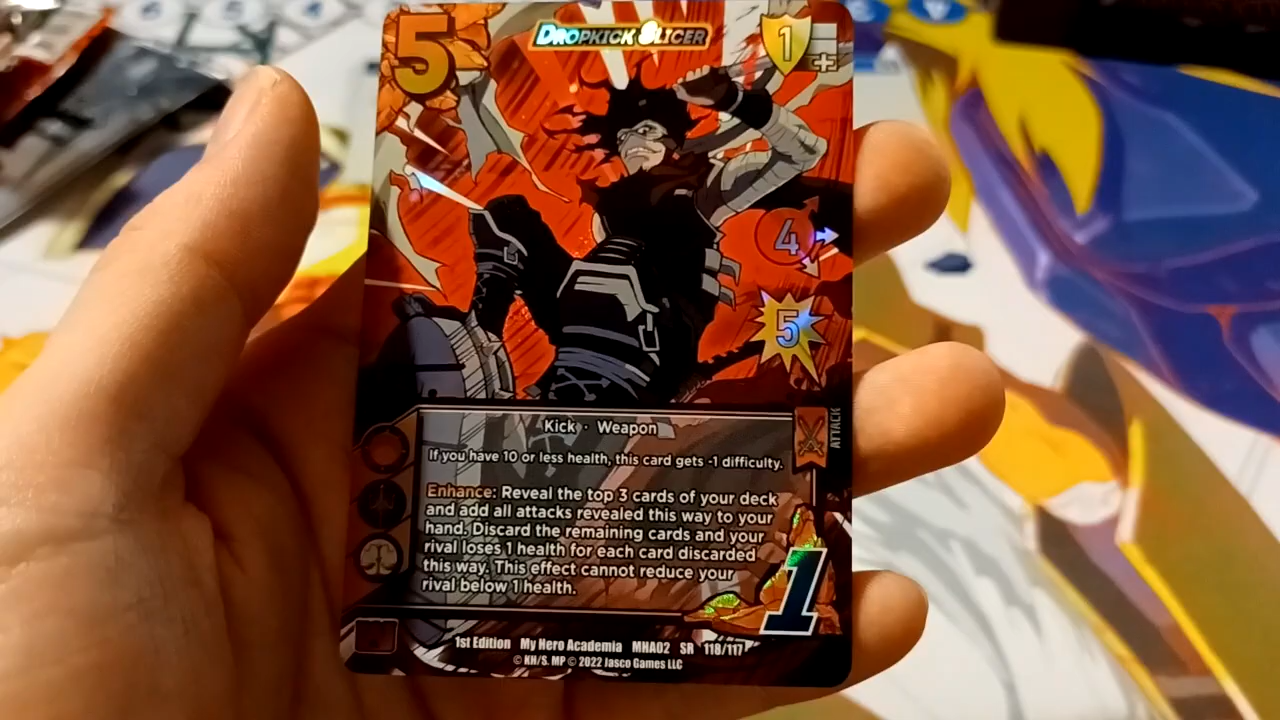 5
DROPKICK SLICER
1
+
4
5
ATTACK
Kick · Weapon
If you have 10 or less health, this card gets -1 difficulty.
Enhance: Reveal the top 3 cards of your deck
and add all attacks revealed this way to your
hand. Discard the remaining cards and your
rival loses 1 health for each card discarded
this way. This effect cannot reduce your
rival below 1 health.
1
1st Edition My Hero Academia MHA02 SR 118/117
© KH/S. MP © 2022 Jasco Games LLC